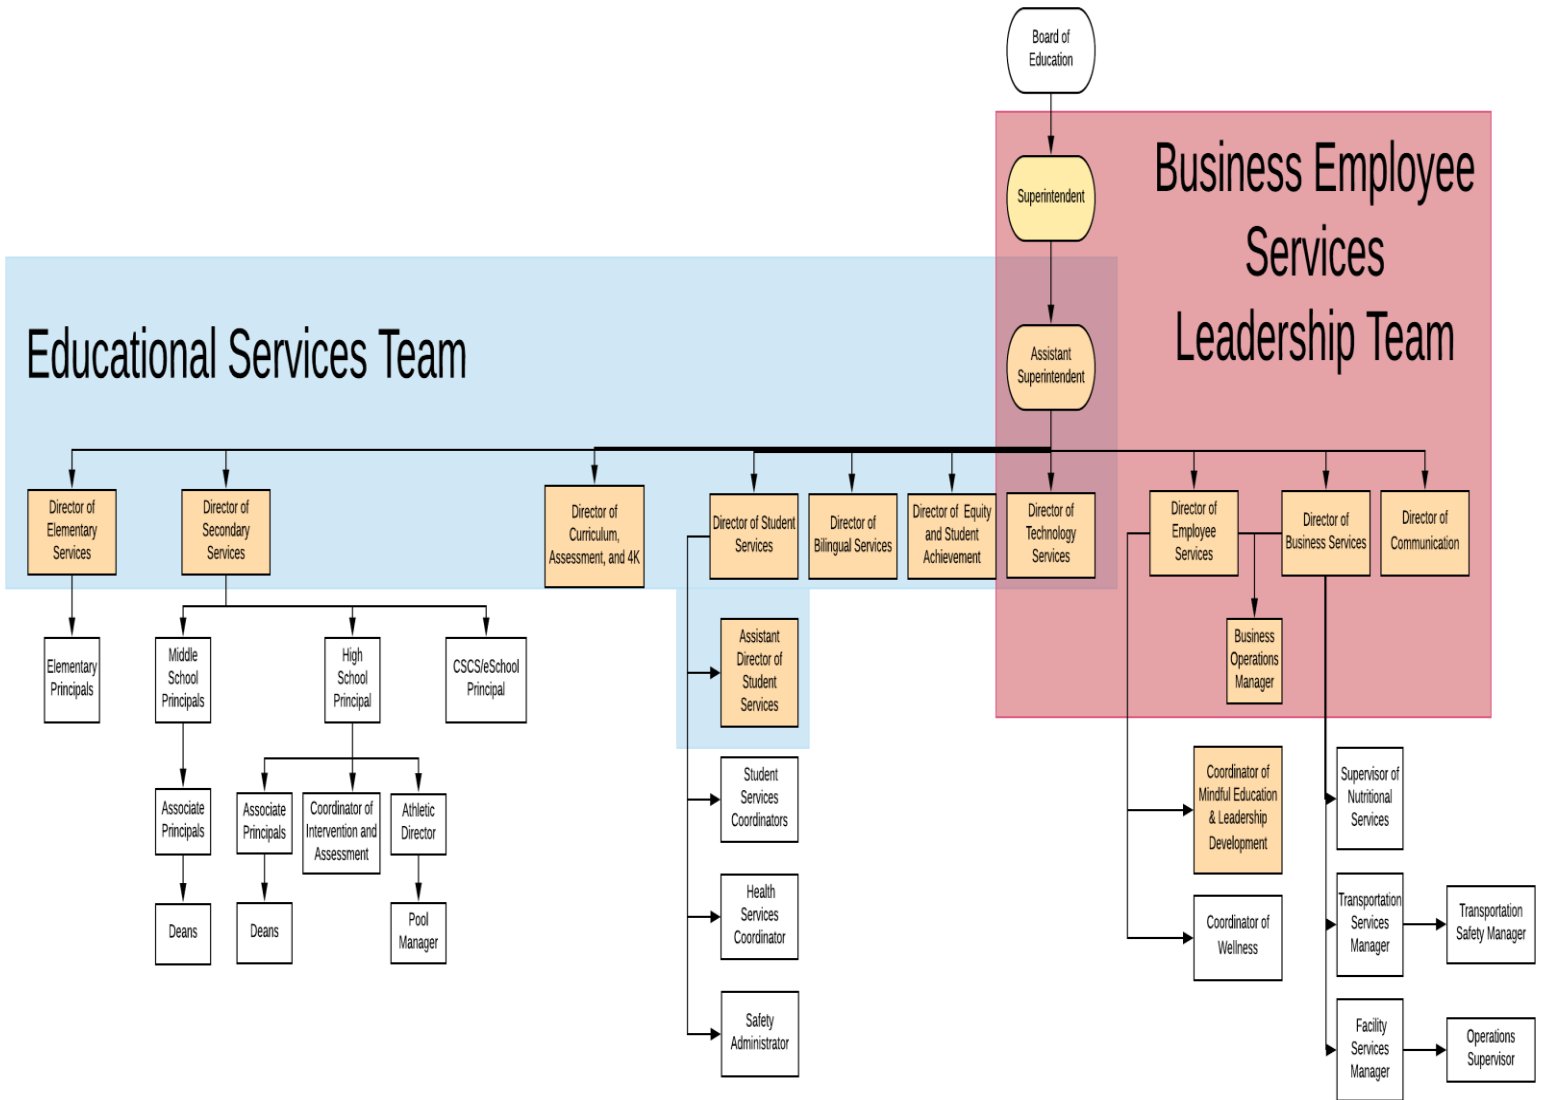 Board of
Education
Business Employee
Services
Leadership Team
Superintendent
Educational Services Team
Assistant
Superintendent
Director of
Elementary
Services
Director of
Secondary
Services
Director of
Curriculum,
Assessment, and 4K
Director of Student
Services
Director of
Bilingual Services
Director of Equity
and Student
Achievement
Director of
Technology
Services
Director of
Employee
Services
Director of
Business Services
Director of
Communication
Elementary
Principals
Middle
School
Principals
High
School
Principal
CSCS/eSchool
Principal
Assistant
Director of
Student
Services
Business
Operations
Manager
Associate
Principals
Associate
Principals
Coordinator of
Intervention and
Assessment
Athletic
Director
Student
Services
Coordinators
Coordinator of
Mindful Education
& Leadership
Development
Supervisor of
Nutritional
Services
Deans
Deans
Pool
Manager
Health
Services
Coordinator
Coordinator of
Wellness
Transportation
Services
Manager
Transportation
Safety Manager
Safety
Administrator
Facility
Services
Manager
Operations
Supervisor